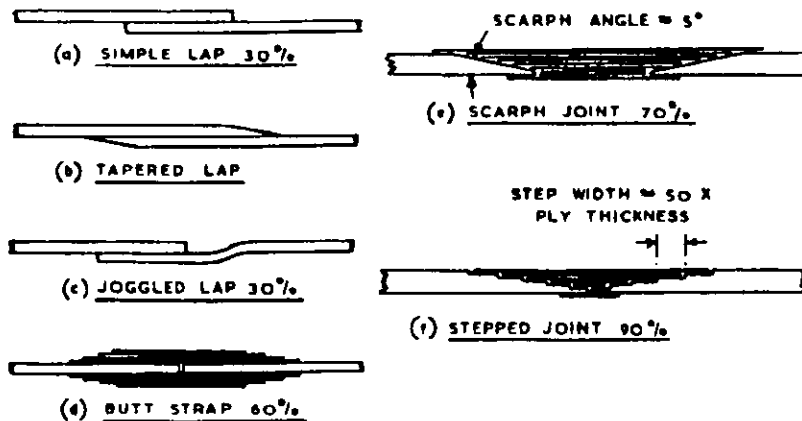 (a) SIMPLE LAP 30%
(b) TAPERED LAP
(c) JOGGLED LAP 30%
(d) BUTT STRAP 60%
SCARPH ANGLE ≈ 5°
(e) SCARPH JOINT 70%
STEP WIDTH ≈ 50 X
PLY THICKNESS
(f) STEPPED JOINT 90%